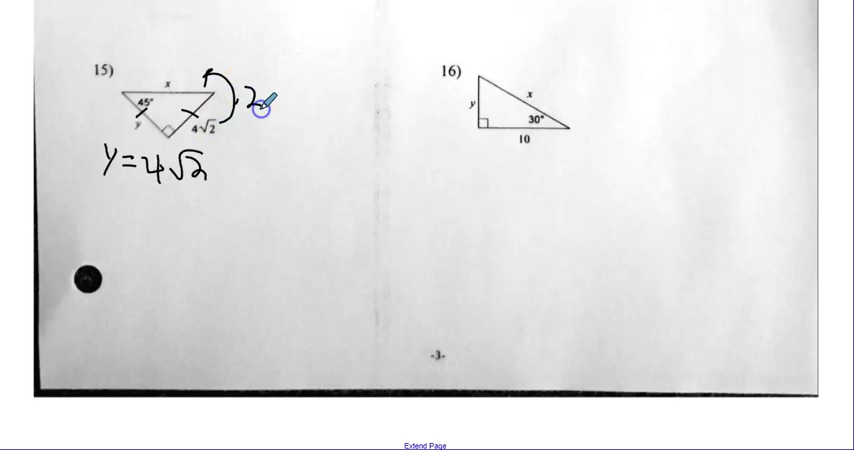 15)
x
45°
y
4√2
.2
y = 4√2
16)
x
y
30°
10
-3-
Extend Page